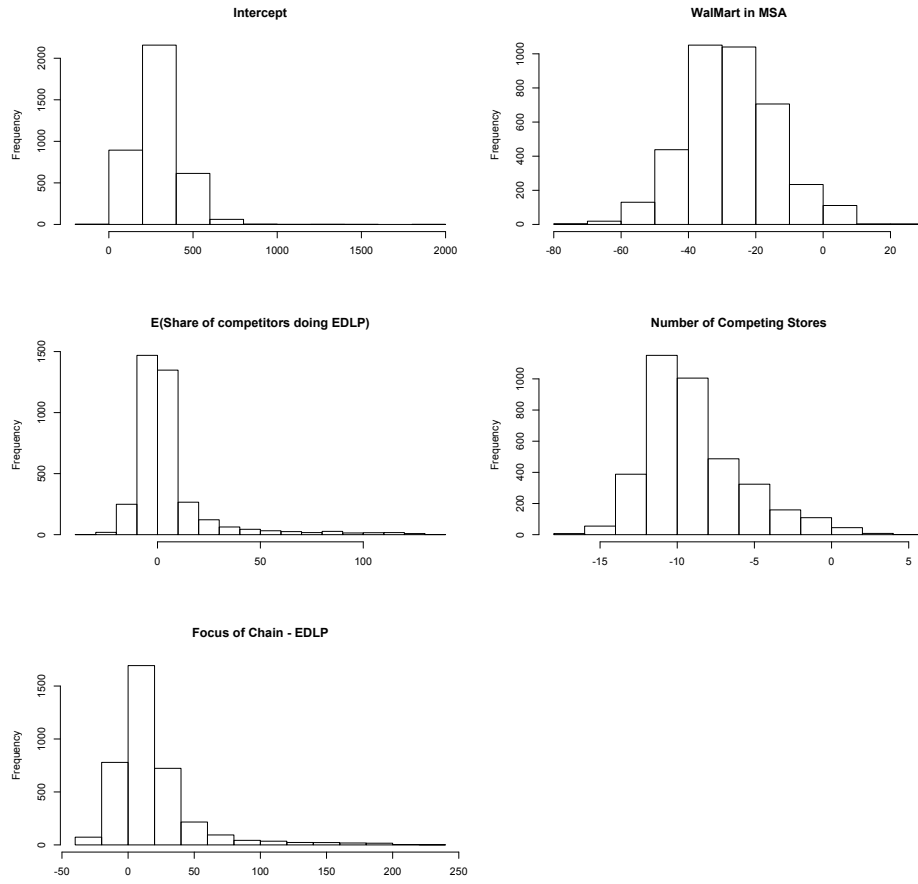 Intercept
Frequency
0 500 1000 1500 2000
0 500 1000 1500 2000
WalMart in MSA
Frequency
0 200 400 600 800 1000
-80 -60 -40 -20 0 20
E(Share of competitors doing EDLP)
Frequency
0 500 1000 1500
0 50 100
Number of Competing Stores
Frequency
0 200 400 600 800 1000
-15 -10 -5 0 5
Focus of Chain - EDLP
Frequency
0 500 1000 1500
-50 0 50 100 150 200 250